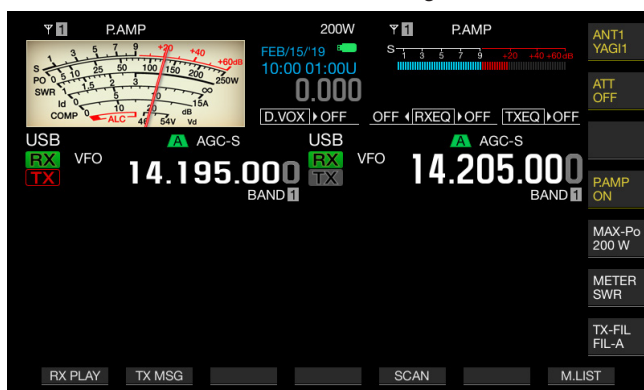 1 P.AMP 200W 1 P.AMP
ANT1
YAGI1
S 1 3 5 7 9 +20 +40 +60dB
PO 0 5 10 25 50 100 150 200 250W
SWR 1 1.5 2 3 5 ∞
Id 0 5 10 15A
COMP 0 10 20 dB
ALC 46 54V Vd
FEB/15/'19
10:00 01:00U
0.000
D.VOX OFF
S 1 3 5 7 9 +20 +40 +60dB
OFF RXEQ OFF TXEQ OFF
ATT
OFF
USB A AGC-S USB A AGC-S
RX VFO 14.195.000 RX VFO 14.205.000
TX TX
BAND 1 BAND 1
P.AMP
ON
MAX-Po
200 W
METER
SWR
TX-FIL
FIL-A
RX PLAY TX MSG SCAN M.LIST